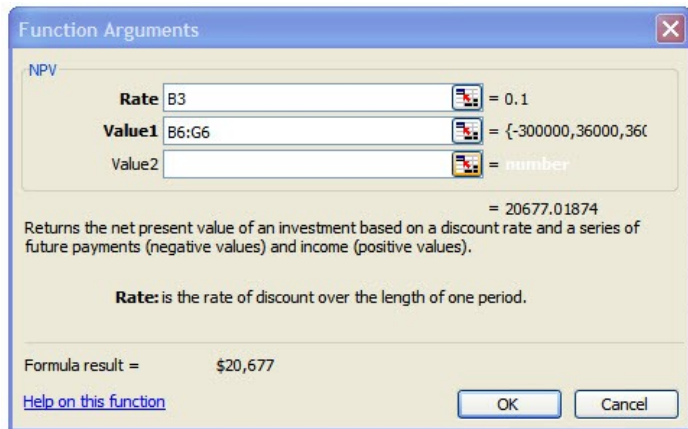 Function Arguments
NPV
Rate B3 = 0.1
Value1 B6:G6 = {-300000,36000,360
Value2 = number
= 20677.01874
Returns the net present value of an investment based on a discount rate and a series of
future payments (negative values) and income (positive values).
Rate: is the rate of discount over the length of one period.
Formula result = $20,677
Help on this function
OK Cancel